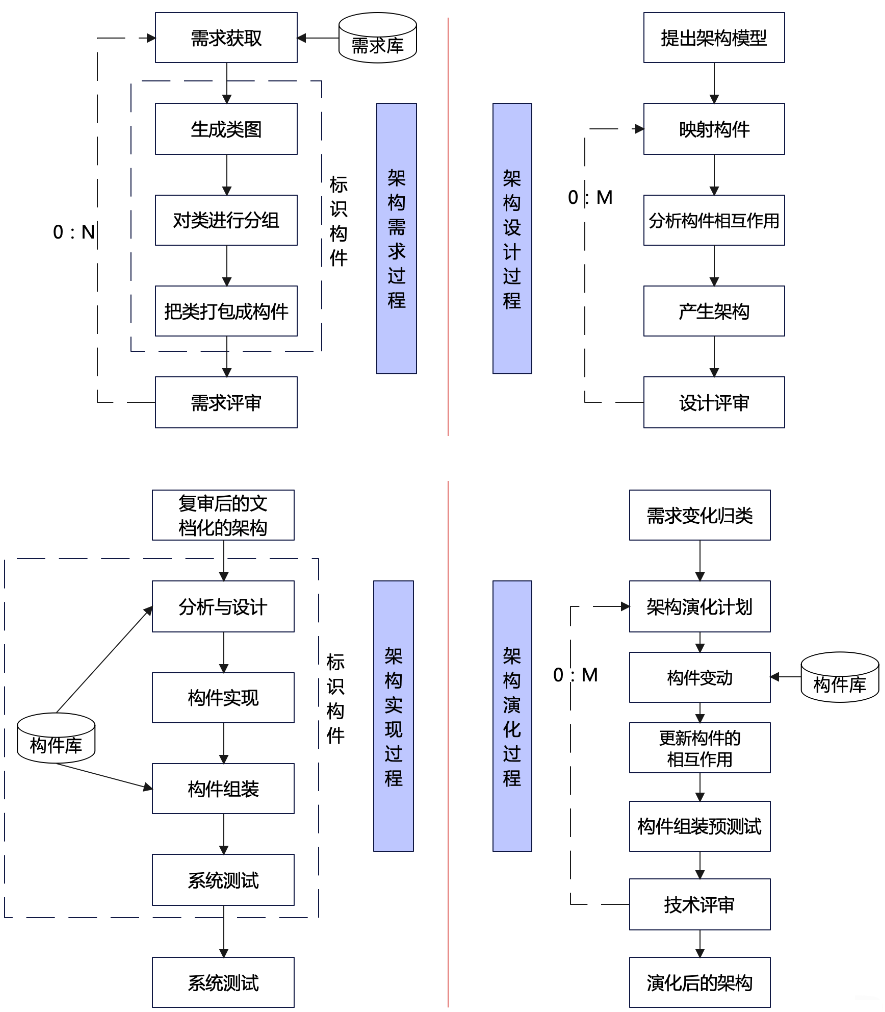 需求获取
需求库
生成类图
对类进行分组
把类打包成构件
需求评审
0：N
标识构件
架构需求过程
提出架构模型
映射构件
分析构件相互作用
产生架构
设计评审
0：M
架构设计过程
复审后的文
档化的架构
分析与设计
构件实现
构件库
构件组装
系统测试
系统测试
标识构件
架构实现过程
需求变化归类
架构演化计划
构件变动
构件库
更新构件的
相互作用
构件组装预测试
技术评审
演化后的架构
0：M
架构演化过程